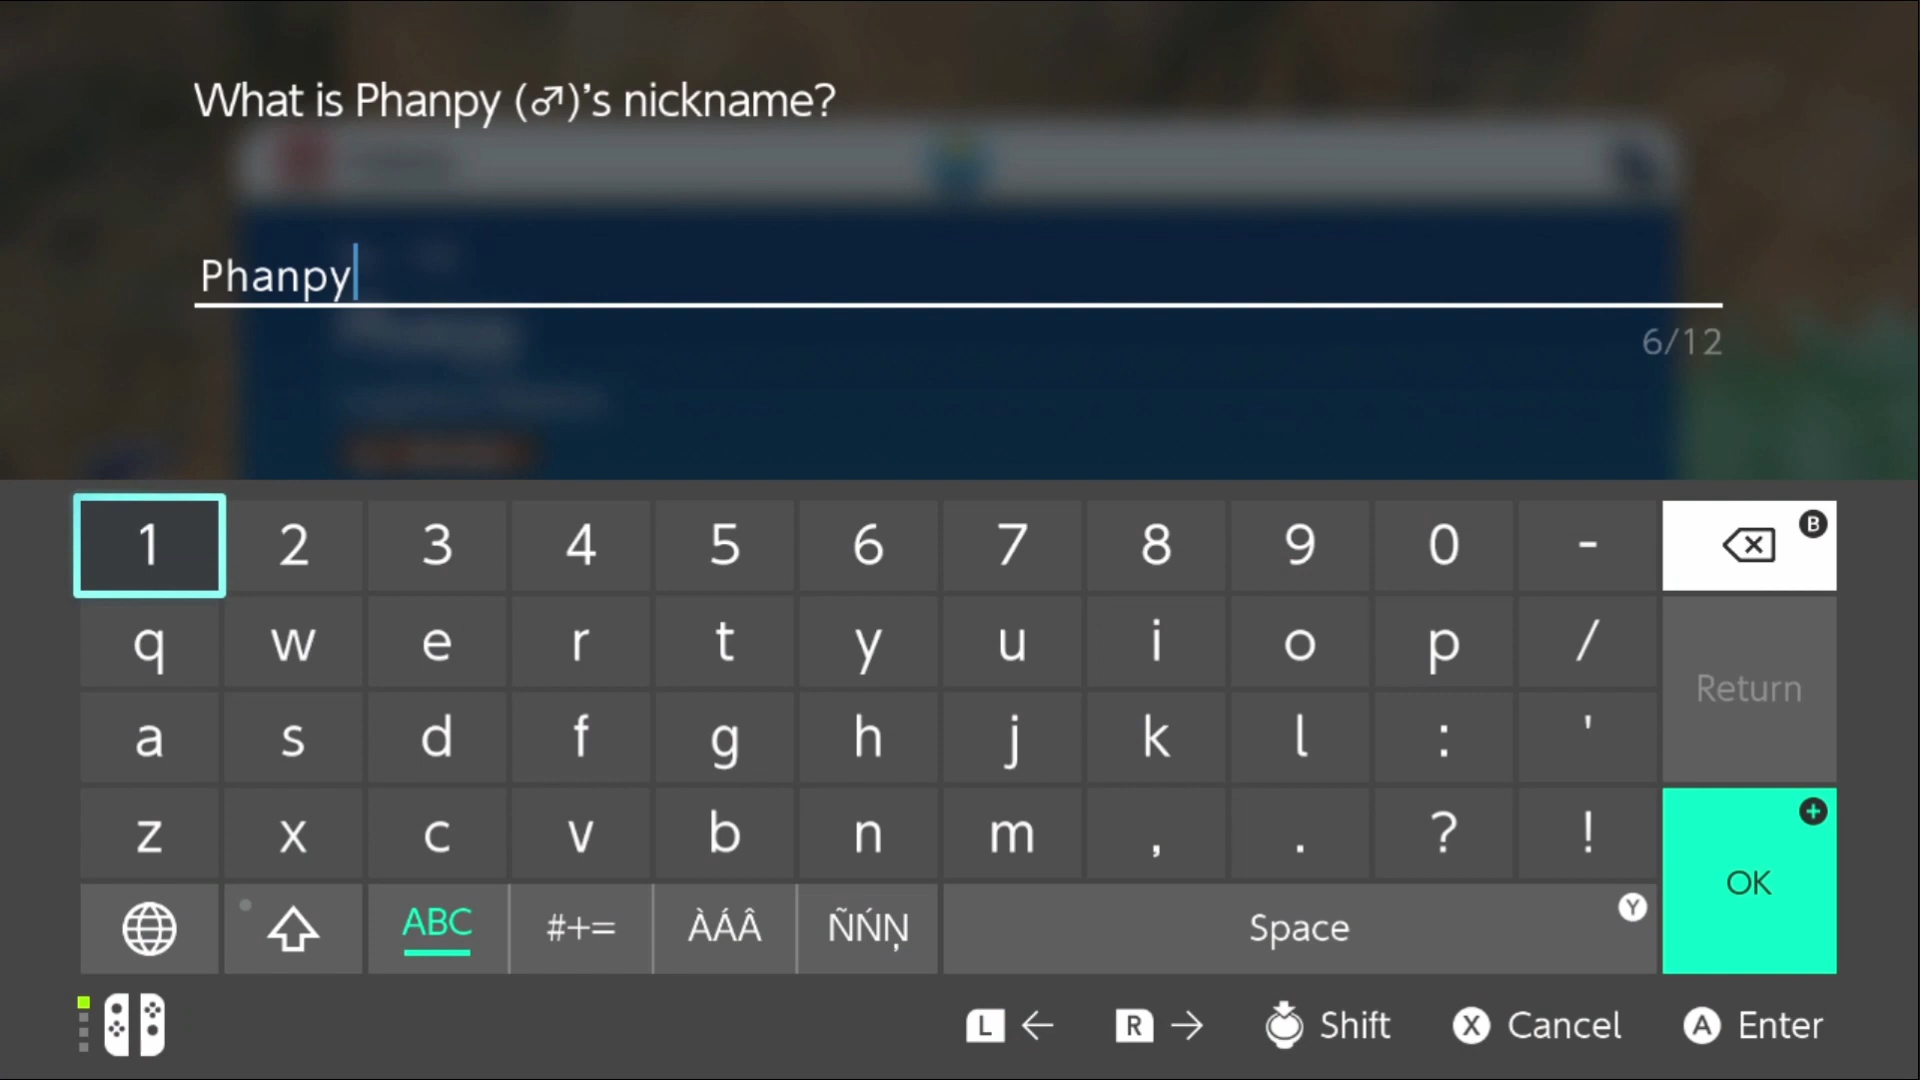 What is Phanpy (♂)'s nickname?
Phanpy
6/12
1 2 3 4 5 6 7 8 9 0 - B
q w e r t y u i o p /
Return
a s d f g h j k l : '
z x c v b n m , . ? ! +
OK
ABC #+= ÀÁÂ ÑŃŅ Space Y
L ← R → Shift X Cancel A Enter